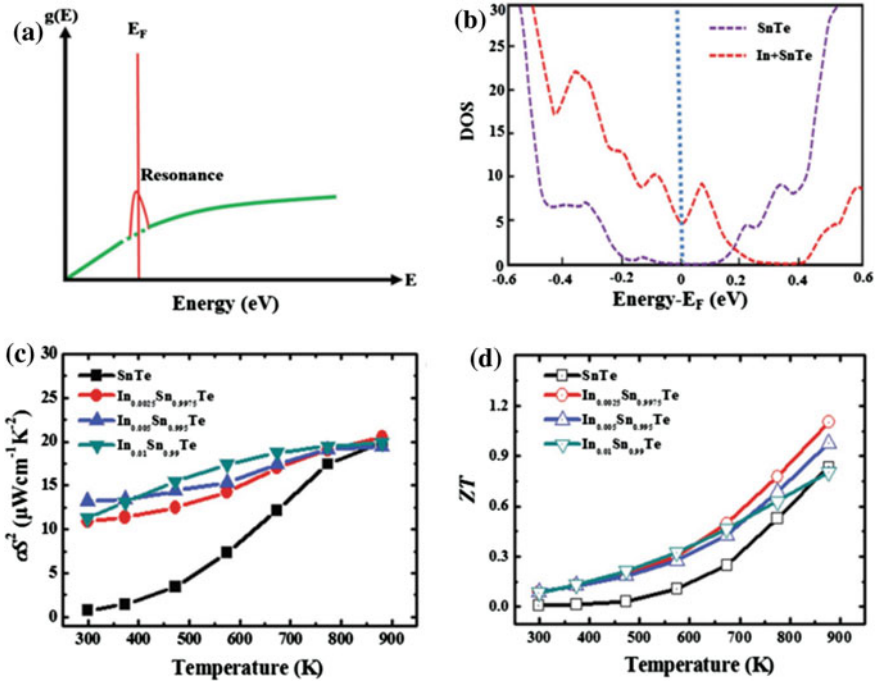 (a)
g(E)
E_F
Resonance
E
Energy (eV)
(b)
30
25
20
15
10
5
0
DOS
SnTe
In+SnTe
-0.6 -0.4 -0.2 0 0.2 0.4 0.6
Energy-E_F (eV)
(c)
30
25
20
15
10
5
0
αS² (µWcm⁻¹K⁻²)
SnTe
In₀.₀₀₂₅Sn₀.₉₉₇₅Te
In₀.₀₀₅Sn₀.₉₉₅Te
In₀.₀₁Sn₀.₉₉Te
300 400 500 600 700 800 900
Temperature (K)
(d)
1.2
0.9
0.6
0.3
0.0
ZT
SnTe
In₀.₀₀₂₅Sn₀.₉₉₇₅Te
In₀.₀₀₅Sn₀.₉₉₅Te
In₀.₀₁Sn₀.₉₉Te
300 400 500 600 700 800 900
Temperature (K)